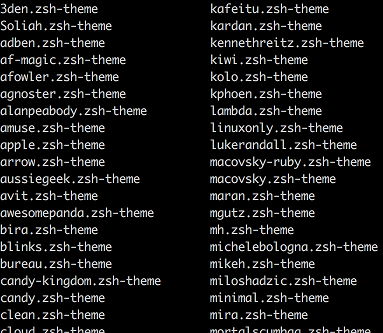 3den.zsh-theme kafeitu.zsh-theme
Soliah.zsh-theme kardan.zsh-theme
adben.zsh-theme kennethreitz.zsh-theme
af-magic.zsh-theme kiwi.zsh-theme
afowler.zsh-theme kolo.zsh-theme
agnoster.zsh-theme kphoen.zsh-theme
alanpeabody.zsh-theme lambda.zsh-theme
amuse.zsh-theme linuxonly.zsh-theme
apple.zsh-theme lukerandall.zsh-theme
arrow.zsh-theme macovsky-ruby.zsh-theme
aussiegeek.zsh-theme macovsky.zsh-theme
avit.zsh-theme maran.zsh-theme
awesomepanda.zsh-theme mgutz.zsh-theme
bira.zsh-theme mh.zsh-theme
blinks.zsh-theme michelebologna.zsh-theme
bureau.zsh-theme mikeh.zsh-theme
candy-kingdom.zsh-theme miloshadzic.zsh-theme
candy.zsh-theme minimal.zsh-theme
clean.zsh-theme mira.zsh-theme
cloud.zsh-theme mortalscumbag.zsh-theme